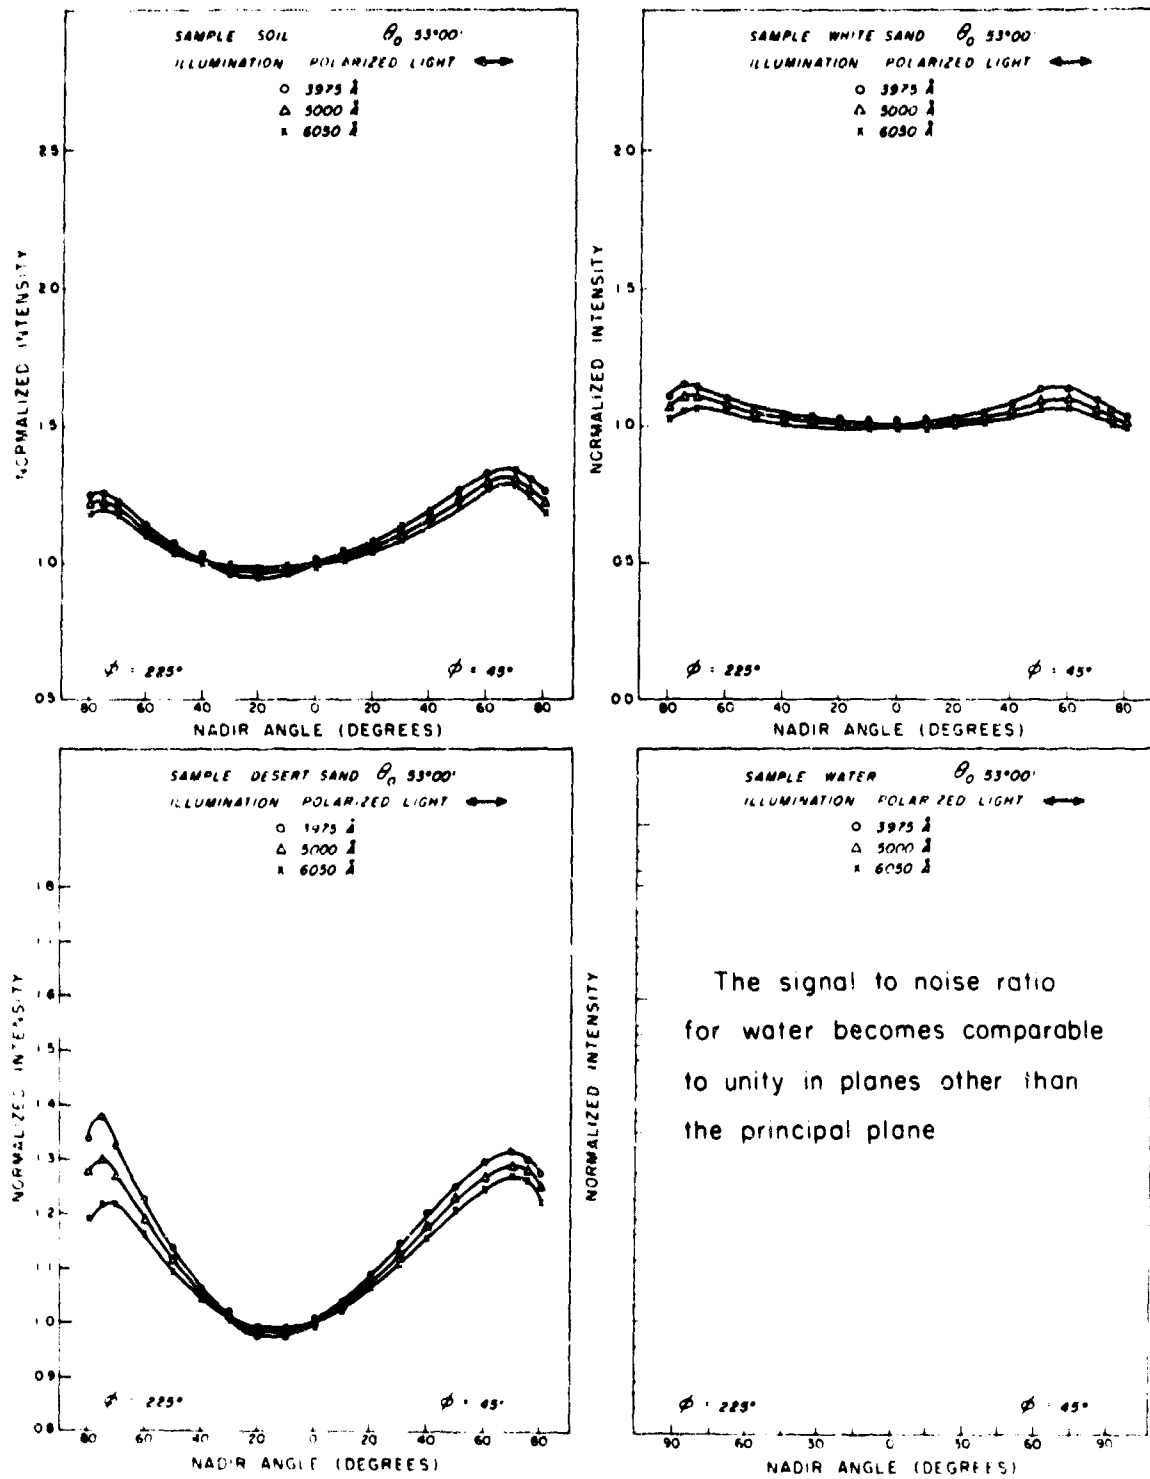 SAMPLE SOIL θ₀ 53°00'
ILLUMINATION POLARIZED LIGHT ↔
○ 3975 Å
△ 5000 Å
× 6050 Å
2.5
2.0
1.5
1.0
0.5
NORMALIZED INTENSITY
ϕ = 225° ϕ = 45°
80 60 40 20 0 20 40 60 80
NADIR ANGLE (DEGREES)
SAMPLE WHITE SAND θ₀ 53°00'
ILLUMINATION POLARIZED LIGHT ↔
○ 3975 Å
△ 5000 Å
× 6050 Å
2.0
1.5
1.0
0.5
0.0
NORMALIZED INTENSITY
ϕ = 225° ϕ = 45°
80 60 40 20 0 20 40 60 80
NADIR ANGLE (DEGREES)
SAMPLE DESERT SAND θ₀ 53°00'
ILLUMINATION POLARIZED LIGHT ↔
○ 3975 Å
△ 5000 Å
× 6050 Å
1.8
1.6
1.5
1.4
1.3
1.2
1.1
1.0
0.9
0.8
NORMALIZED INTENSITY
ϕ 225° ϕ 45°
80 60 40 20 0 20 40 60 80
NADIR ANGLE (DEGREES)
SAMPLE WATER θ₀ 53°00'
ILLUMINATION POLARIZED LIGHT ↔
○ 3975 Å
△ 5000 Å
× 6050 Å
The signal to noise ratio
for water becomes comparable
to unity in planes other than
the principal plane
NORMALIZED INTENSITY
ϕ = 225° ϕ = 45°
90 60 30 0 30 60 90
NADIR ANGLE (DEGREES)